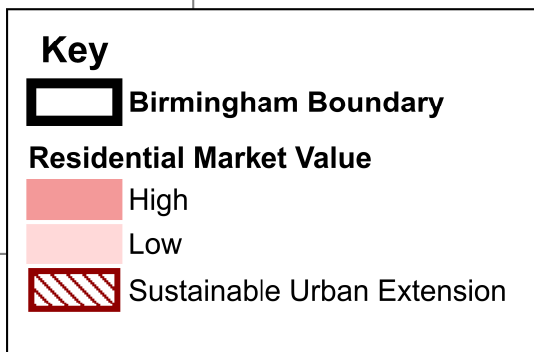 Key
Birmingham Boundary
Residential Market Value
High
Low
Sustainable Urban Extension